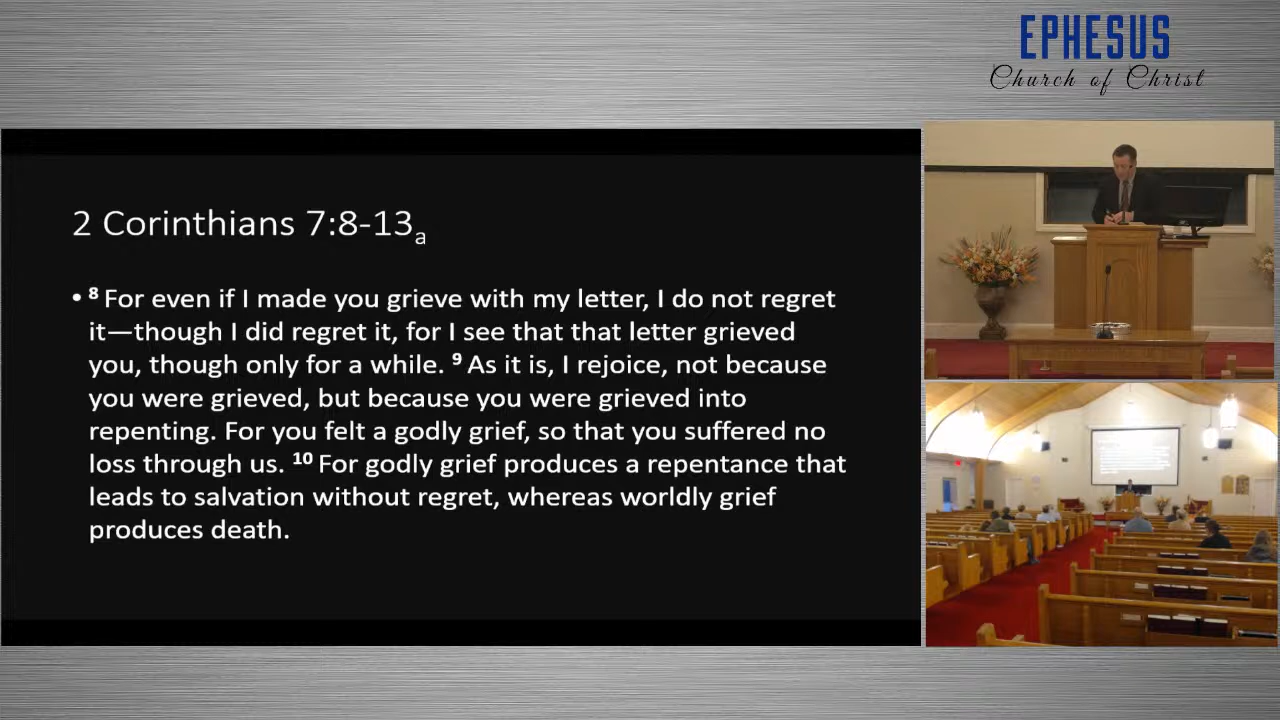 EPHESUS
Church of Christ
2 Corinthians 7:8-13a
• 8 For even if I made you grieve with my letter, I do not regret
it—though I did regret it, for I see that that letter grieved
you, though only for a while. 9 As it is, I rejoice, not because
you were grieved, but because you were grieved into
repenting. For you felt a godly grief, so that you suffered no
loss through us. 10 For godly grief produces a repentance that
leads to salvation without regret, whereas worldly grief
produces death.